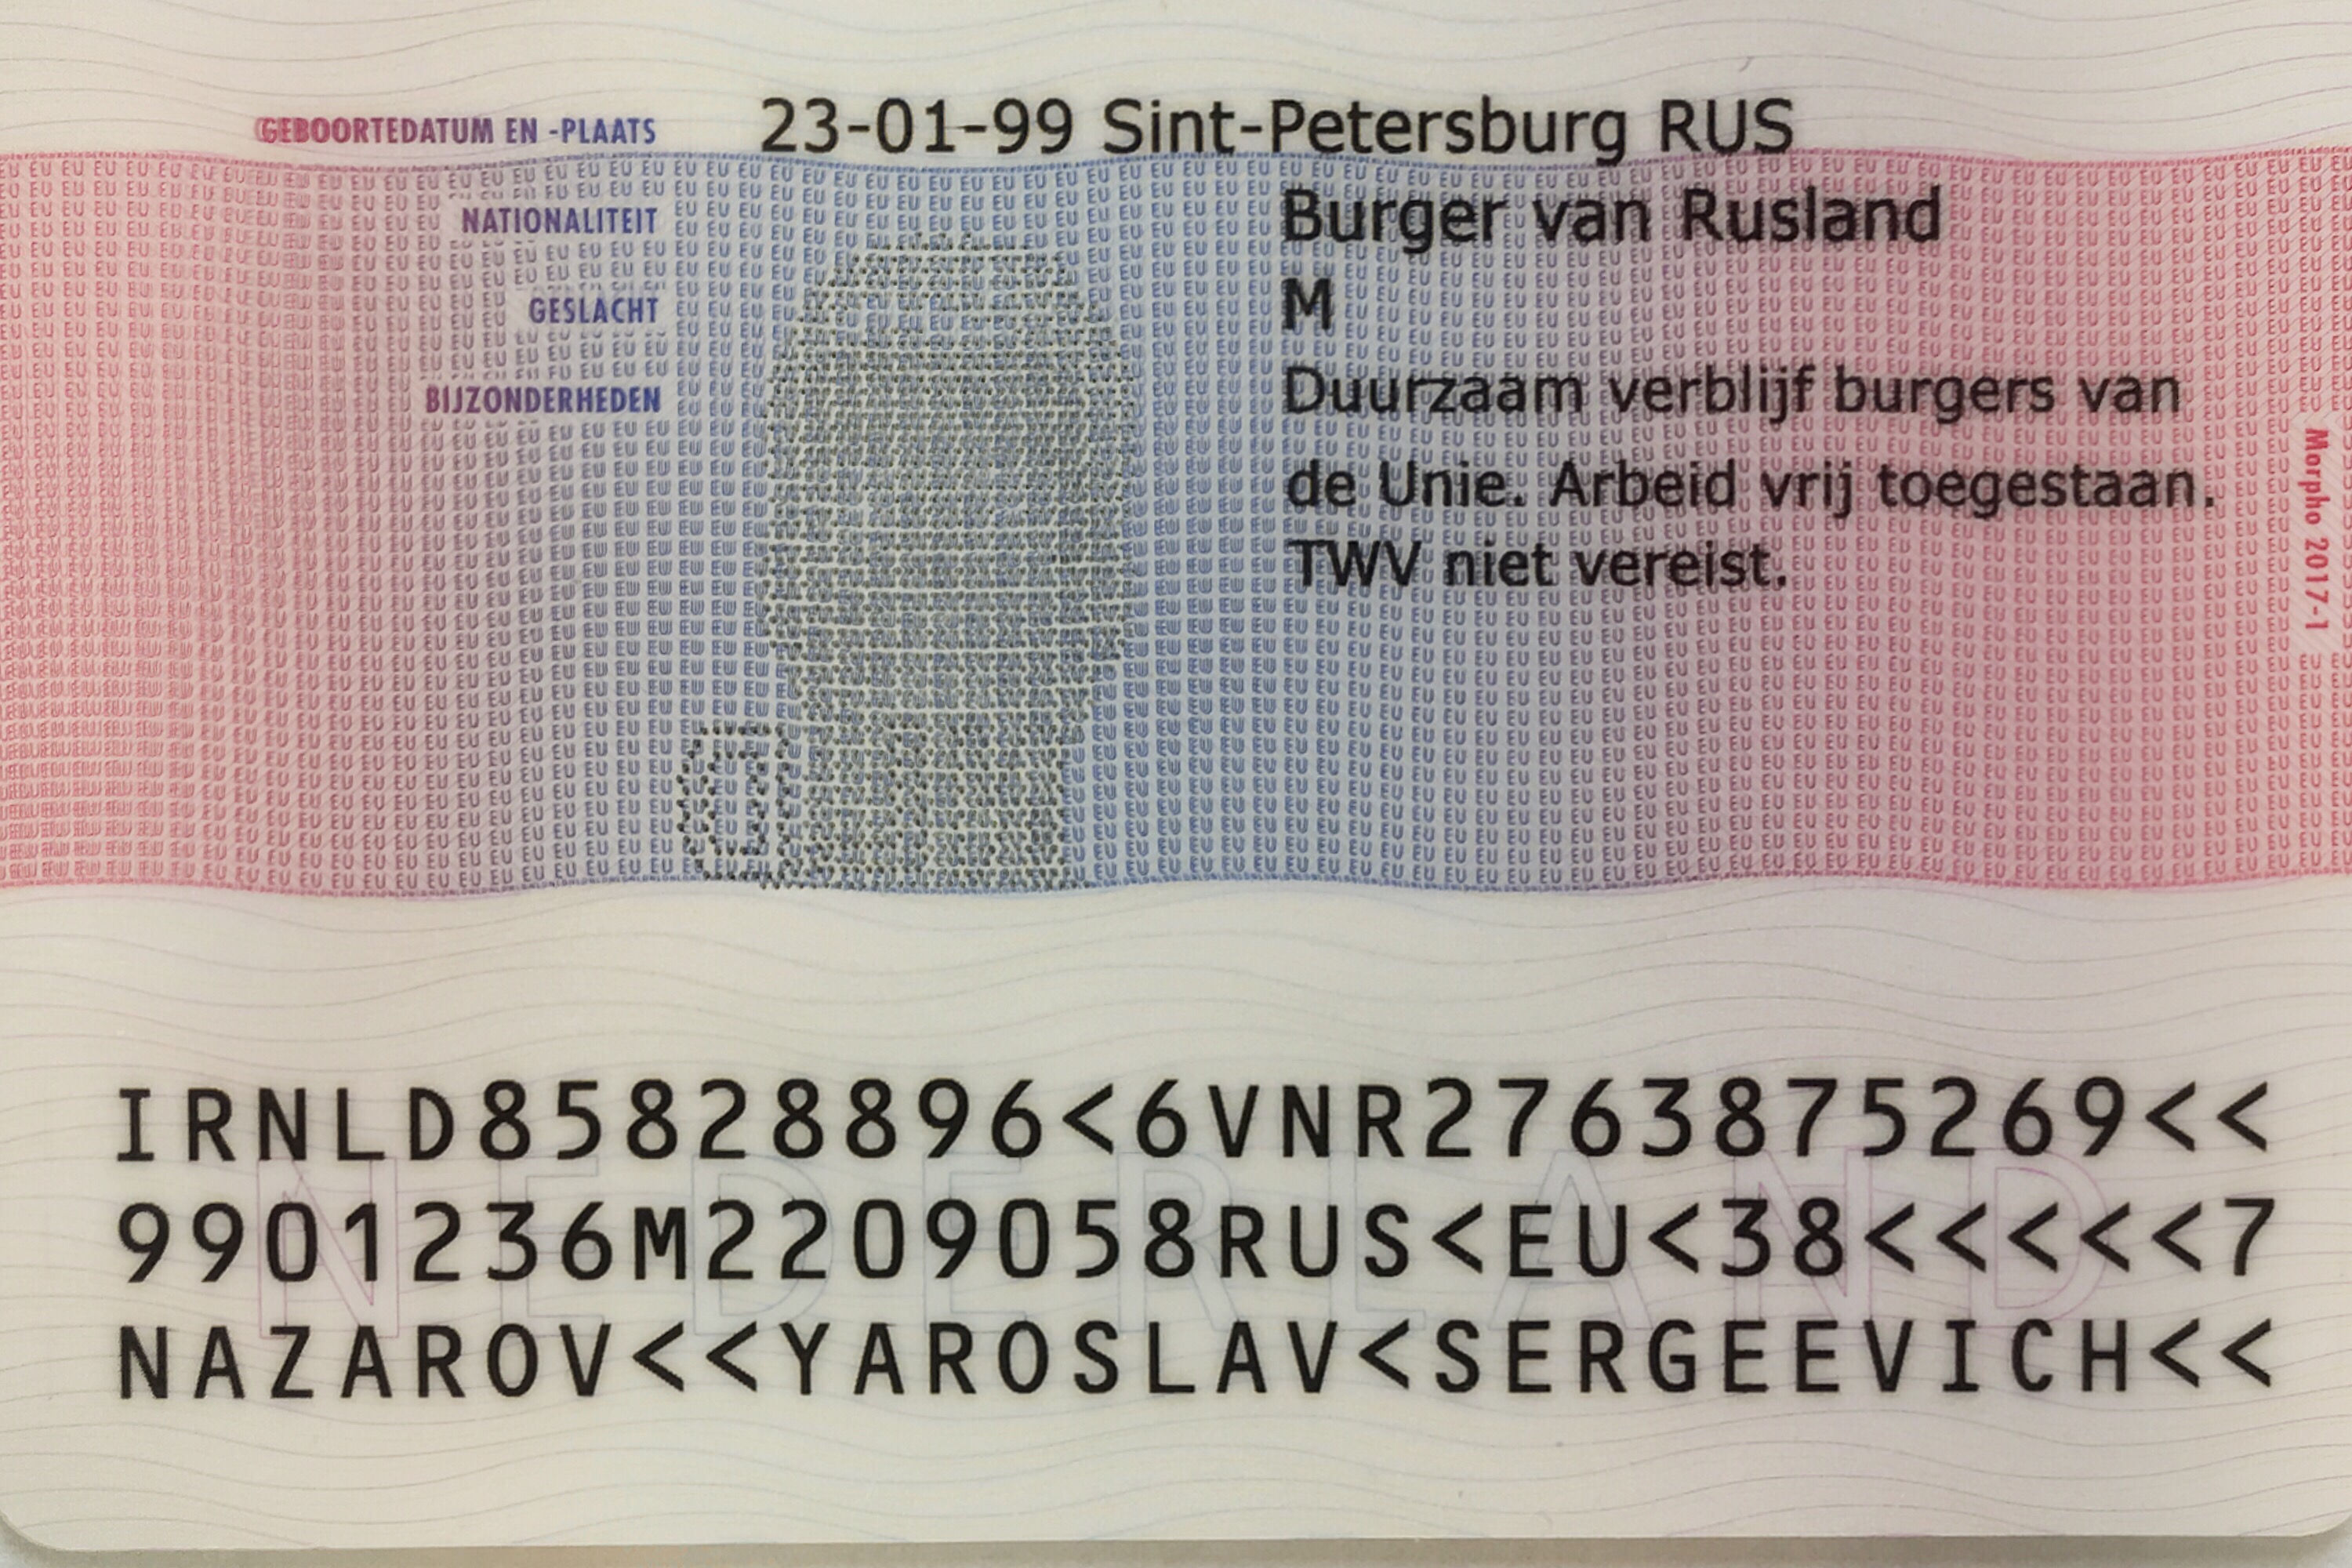 GEBOORTEDATUM EN -PLAATS 23-01-99 Sint-Petersburg RUS
NATIONALITEIT Burger van Rusland
GESLACHT M
BIJZONDERHEDEN Duurzaam verblijf burgers van
de Unie. Arbeid vrij toegestaan.
TWV niet vereist.
Morpho 2017-1
NEDERLAND
IRNLD85828896<6VNR2763875269<<
9901236M2209058RUS<EU<38<<<<<7
NAZAROV<<YAROSLAV<SERGEEVICH<<